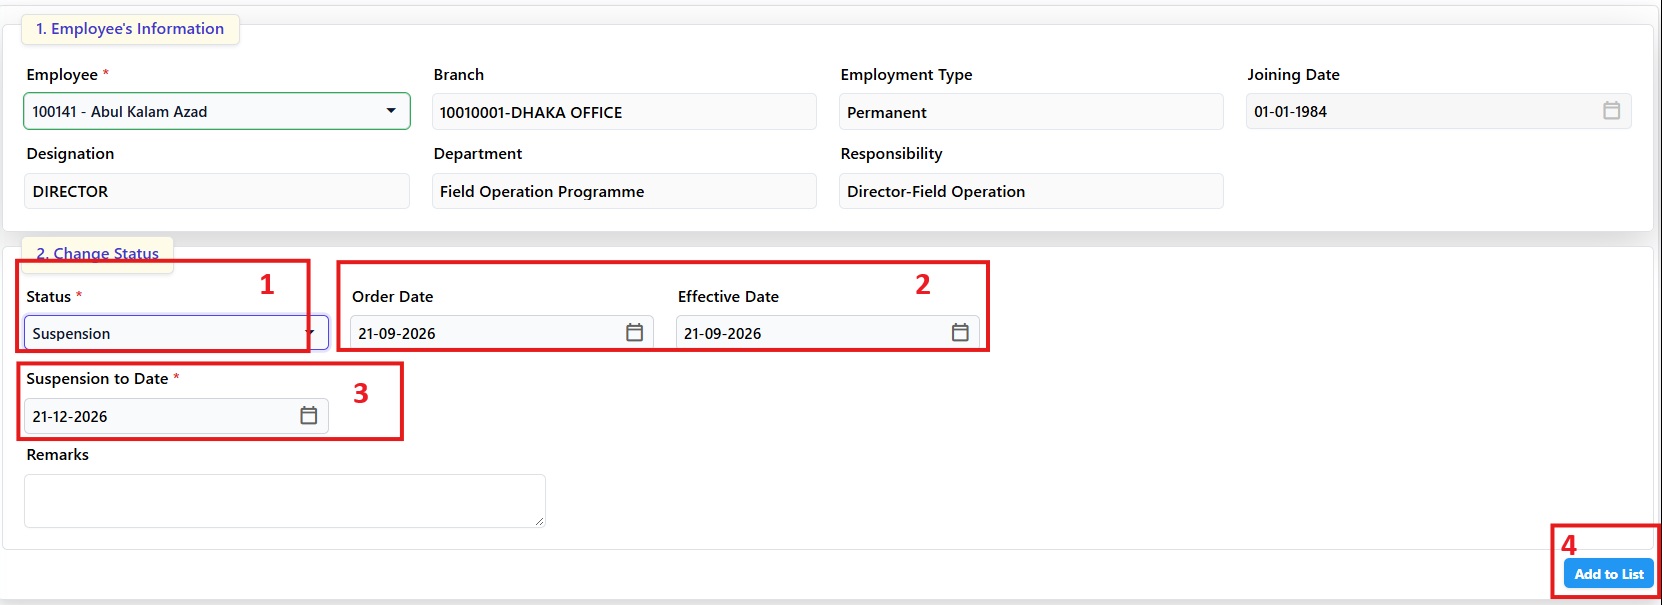 1. Employee's Information
Employee * Branch Employment Type Joining Date
100141 - Abul Kalam Azad 10010001-DHAKA OFFICE Permanent 01-01-1984
Designation Department Responsibility
DIRECTOR Field Operation Programme Director-Field Operation
2. Change Status
1 2
Status * Order Date Effective Date
Suspension 21-09-2026 21-09-2026
Suspension to Date * 3
21-12-2026
Remarks
4
Add to List